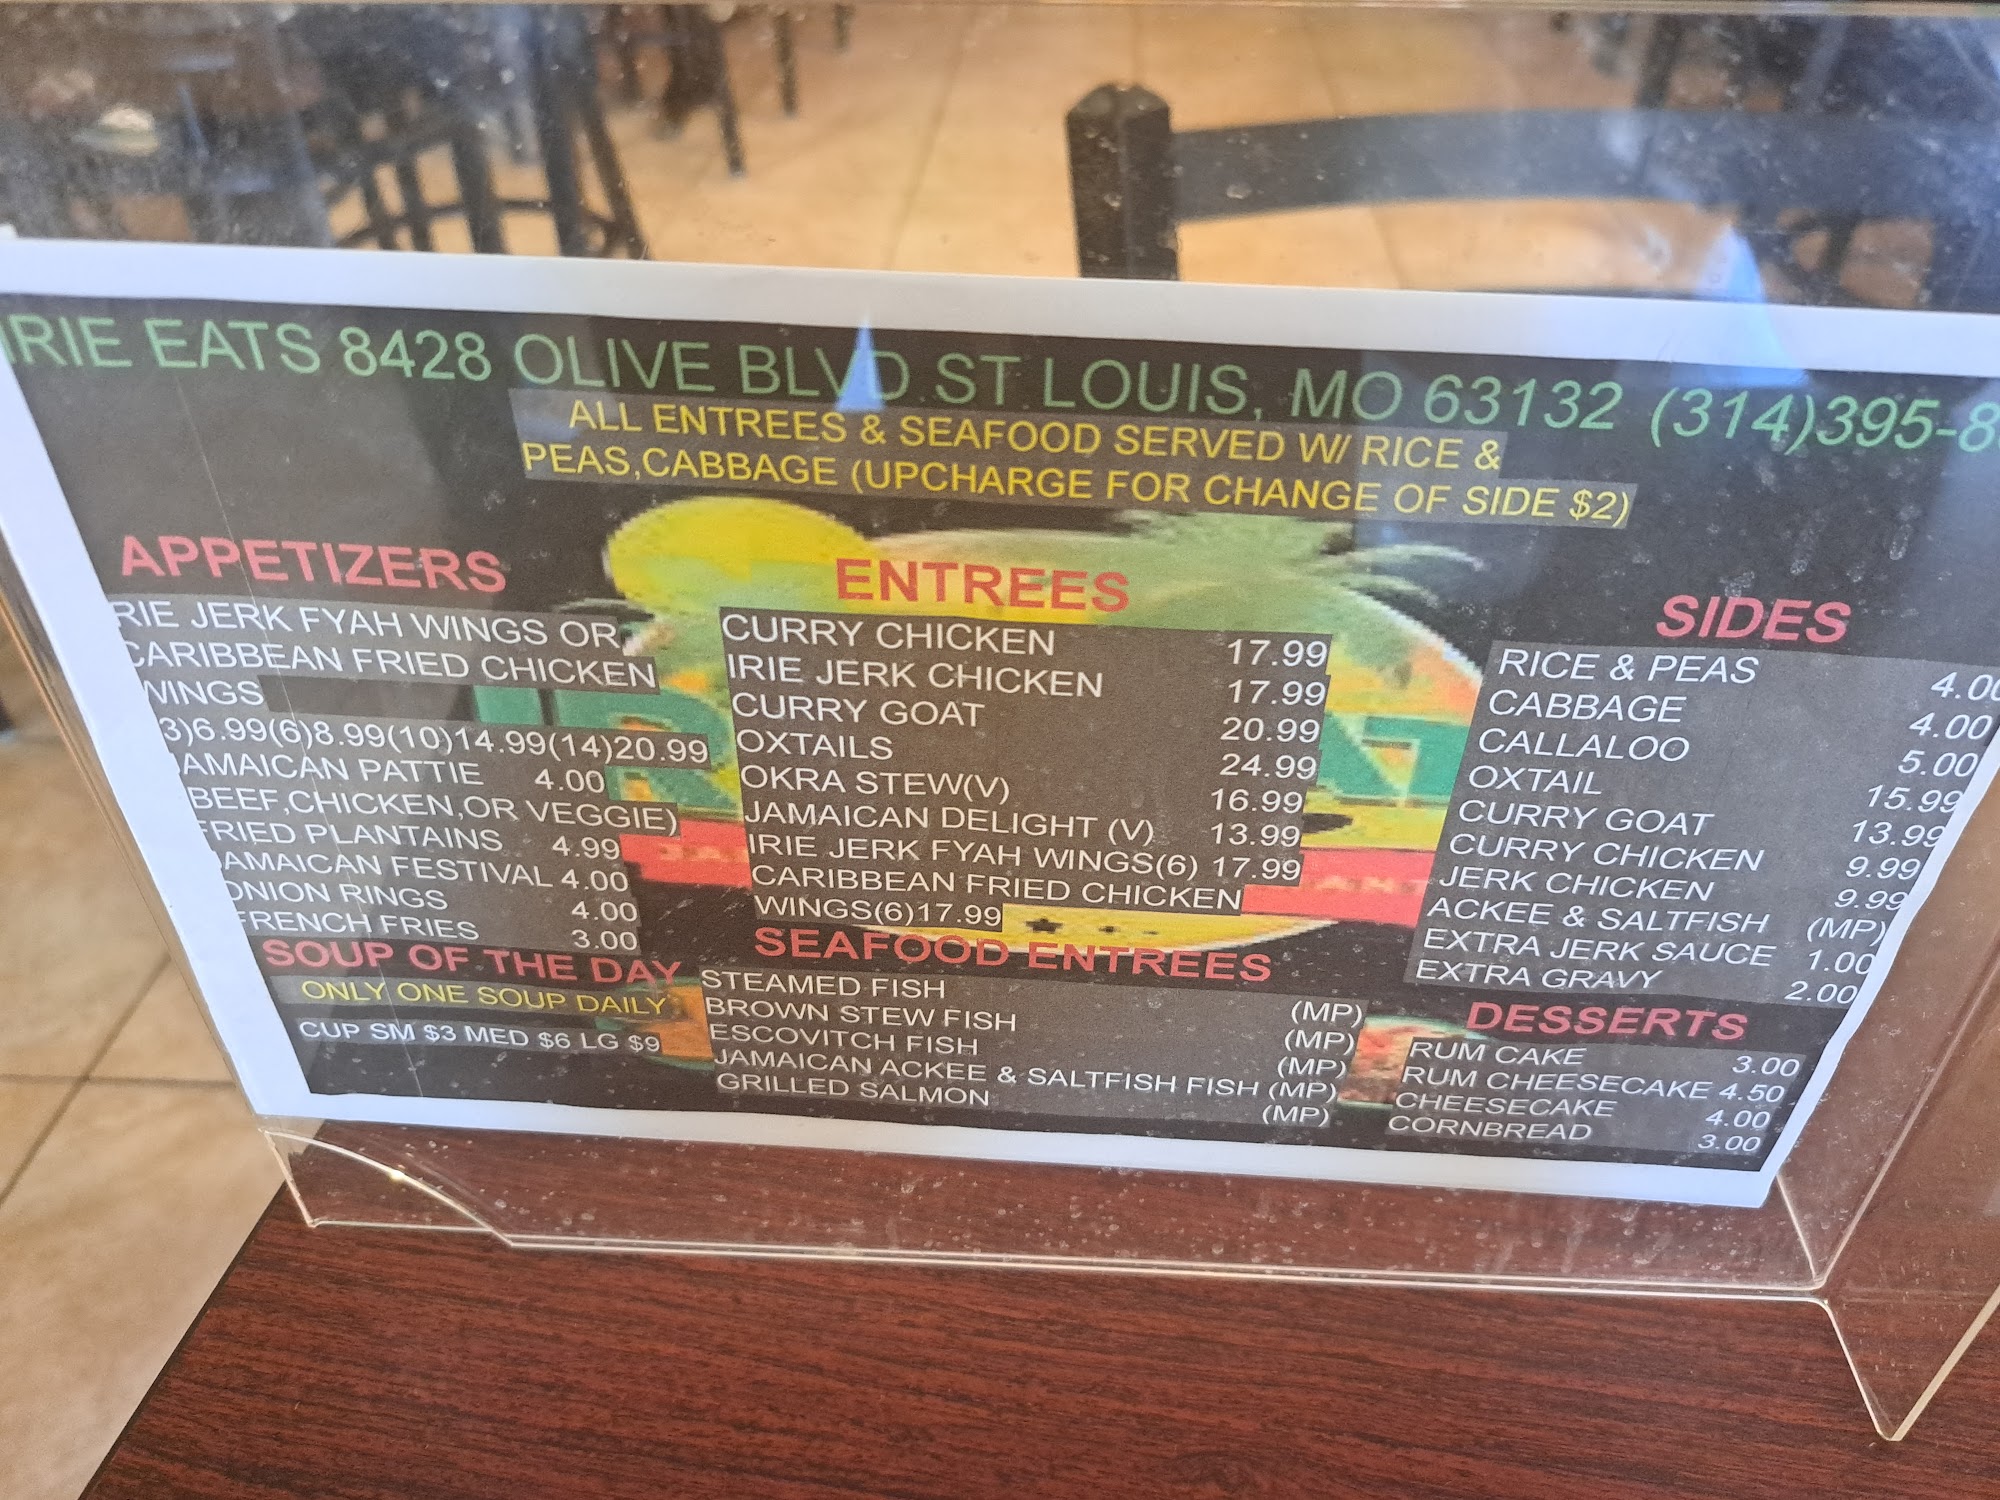 IRIE EATS 8428 OLIVE BLVD ST LOUIS, MO 63132 (314)395-8
ALL ENTREES & SEAFOOD SERVED W/ RICE &
PEAS,CABBAGE (UPCHARGE FOR CHANGE OF SIDE $2)
APPETIZERS
RIE JERK FYAH WINGS OR
CARIBBEAN FRIED CHICKEN
WINGS
3)6.99(6)8.99(10)14.99(14)20.99
JAMAICAN PATTIE 4.00
BEEF,CHICKEN,OR VEGGIE)
FRIED PLANTAINS 4.99
JAMAICAN FESTIVAL 4.00
ONION RINGS 4.00
FRENCH FRIES 3.00
SOUP OF THE DAY
ONLY ONE SOUP DAILY
CUP SM $3 MED $6 LG $9
ENTREES
CURRY CHICKEN 17.99
IRIE JERK CHICKEN 17.99
CURRY GOAT 20.99
OXTAILS 24.99
OKRA STEW(V) 16.99
JAMAICAN DELIGHT (V) 13.99
IRIE JERK FYAH WINGS(6) 17.99
CARIBBEAN FRIED CHICKEN
WINGS(6)17.99
SEAFOOD ENTREES
STEAMED FISH (MP)
BROWN STEW FISH (MP)
ESCOVITCH FISH (MP)
JAMAICAN ACKEE & SALTFISH FISH (MP)
GRILLED SALMON (MP)
SIDES
RICE & PEAS 4.00
CABBAGE 4.00
CALLALOO 5.00
OXTAIL 15.99
CURRY GOAT 13.99
CURRY CHICKEN 9.99
JERK CHICKEN 9.99
ACKEE & SALTFISH (MP)
EXTRA JERK SAUCE 1.00
EXTRA GRAVY 2.00
DESSERTS
RUM CAKE 3.00
RUM CHEESECAKE 4.50
CHEESECAKE 4.00
CORNBREAD 3.00